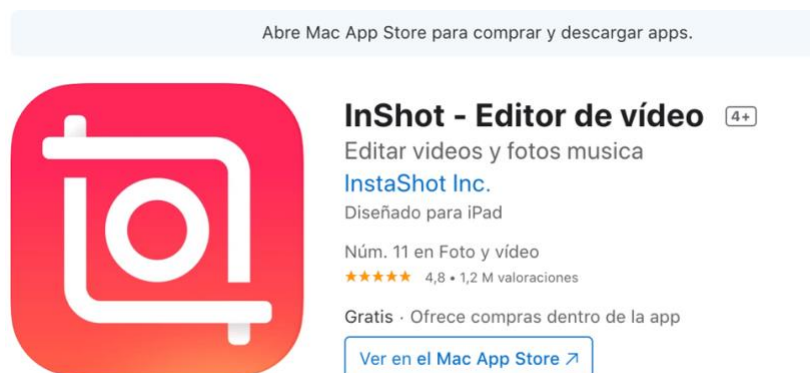 Abre Mac App Store para comprar y descargar apps.
InShot - Editor de vídeo 4+
Editar videos y fotos musica
InstaShot Inc.
Diseñado para iPad
Núm. 11 en Foto y vídeo
★★★★★ 4,8 • 1,2 M valoraciones
Gratis · Ofrece compras dentro de la app
Ver en el Mac App Store ↗